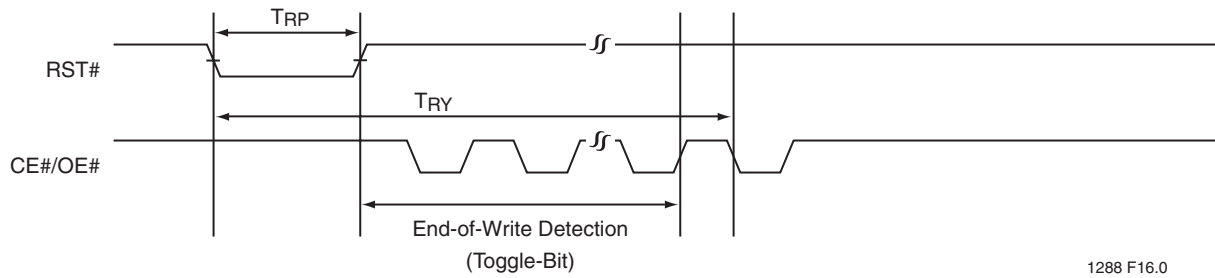 TRP
RST#
TRY
CE#/OE#
End-of-Write Detection
(Toggle-Bit)
1288 F16.0